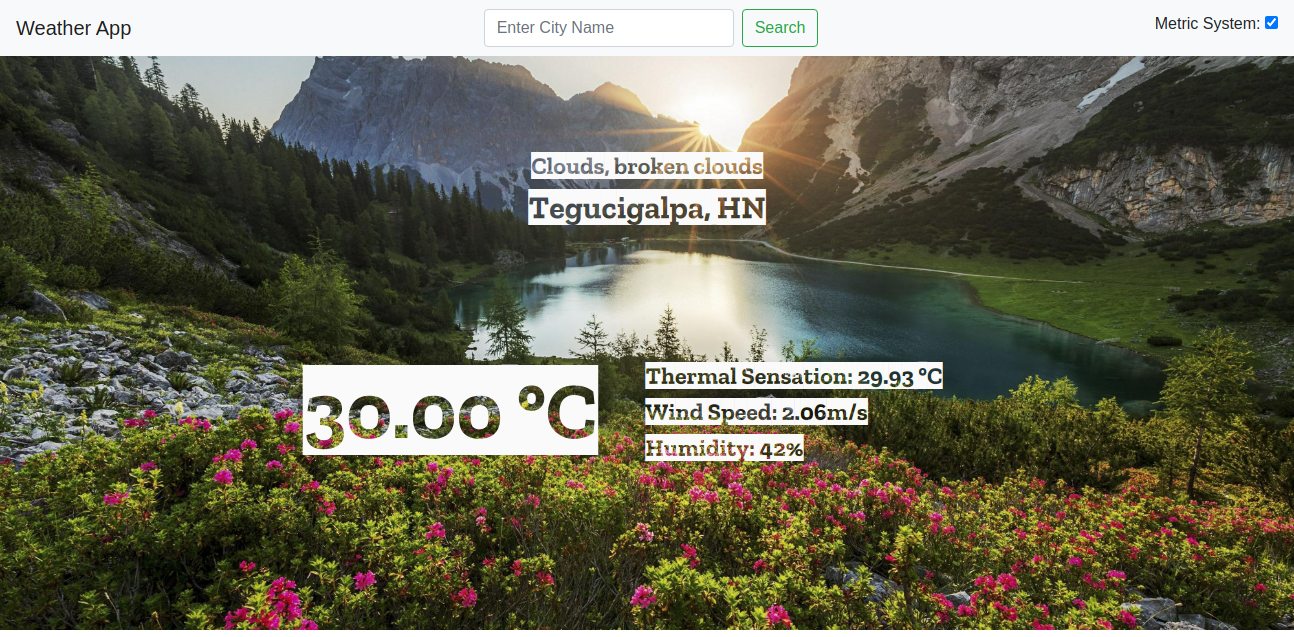 Weather App
Enter City Name
Search
Metric System:
Clouds, broken clouds
Tegucigalpa, HN
30.00 °C
Thermal Sensation: 29.93 °C
Wind Speed: 2.06m/s
Humidity: 42%